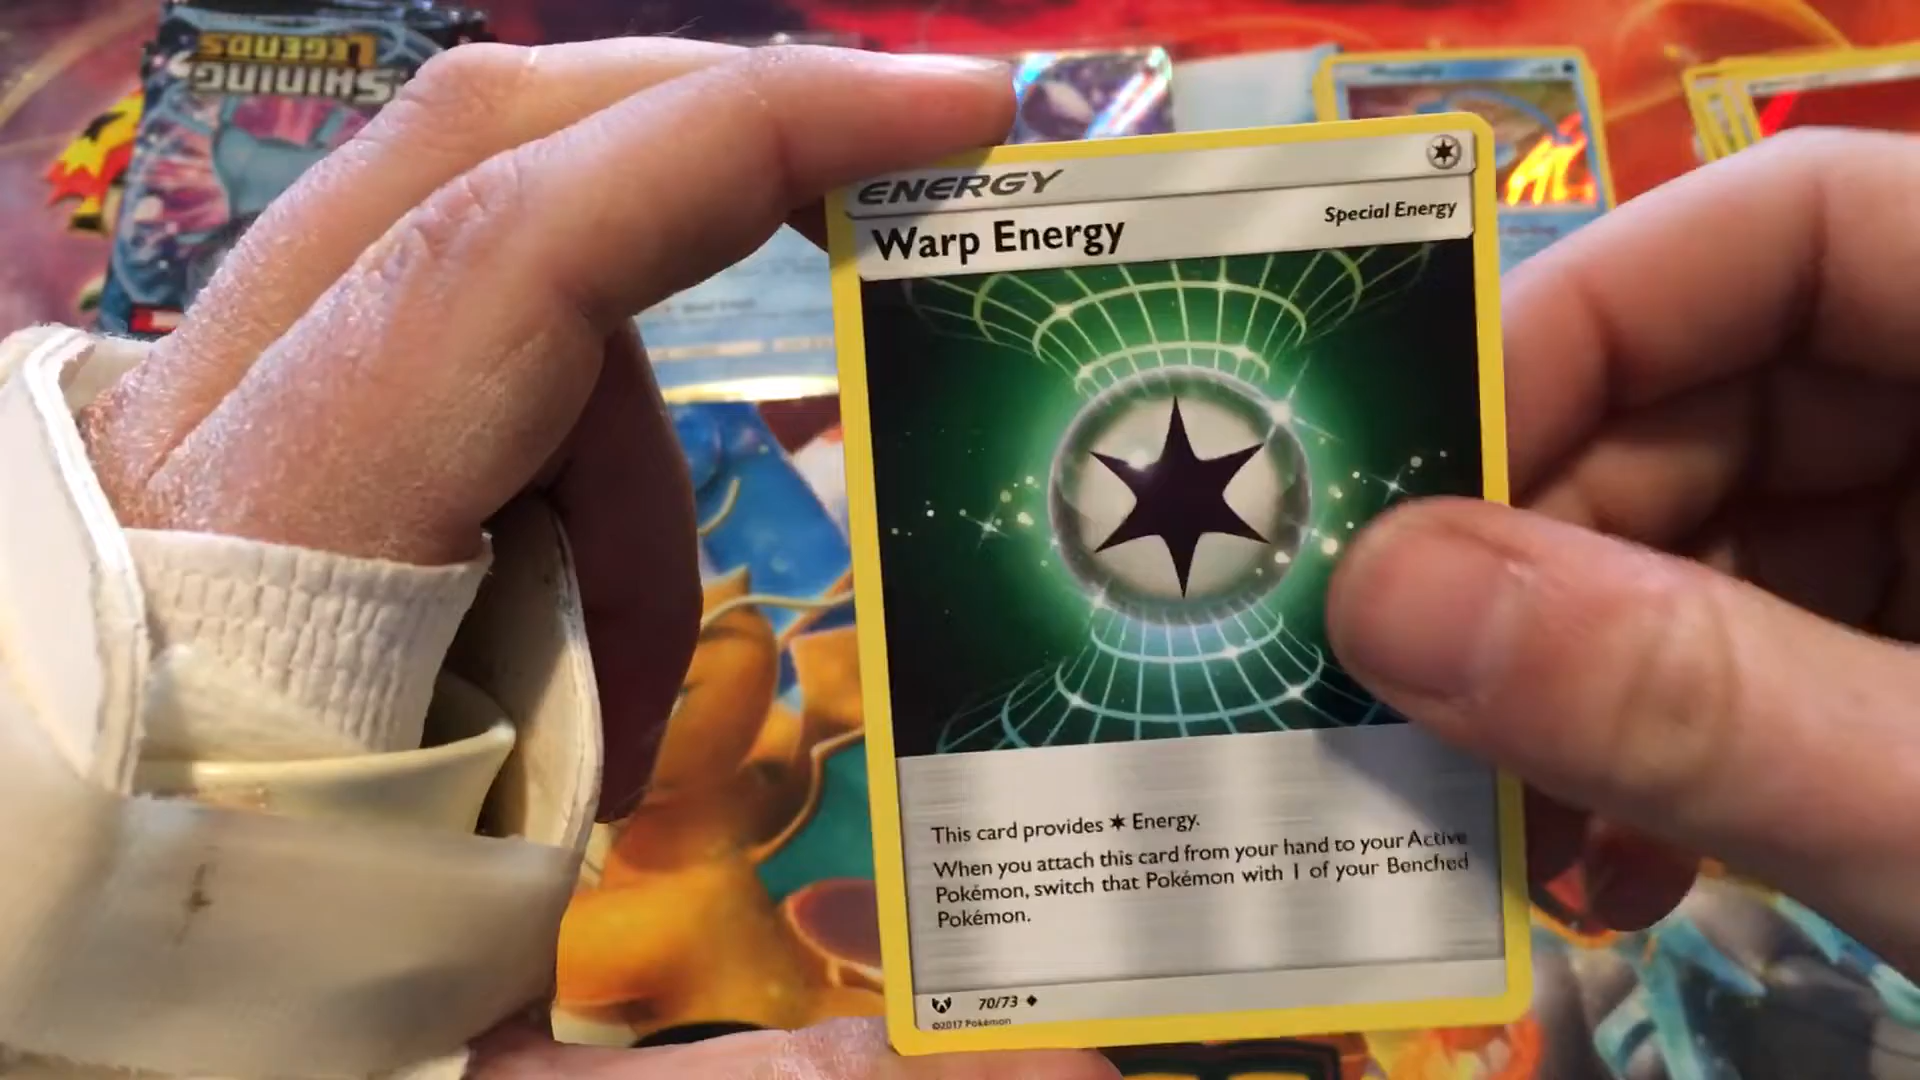 SHINING
LEGENDS
ENERGY
Warp Energy
Special Energy
This card provides ✶ Energy.
When you attach this card from your hand to your Active
Pokémon, switch that Pokémon with 1 of your Benched
Pokémon.
70/73 ◆
©2017 Pokémon